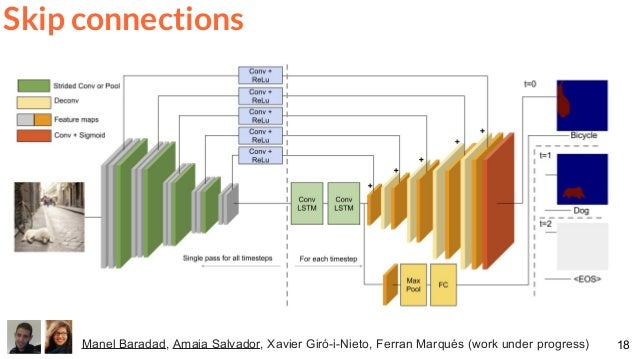 Skip connections
Strided Conv or Pool
Deconv
Feature maps
Conv + Sigmoid
Conv +
ReLu
Conv +
ReLu
Conv +
ReLu
Conv +
ReLu
Conv +
ReLu
Conv
LSTM
Conv
LSTM
+
+
+
+
+
Max
Pool
FC
Single pass for all timesteps
For each timestep
t=0
Bicycle
t=1
Dog
t=2
<EOS>
Manel Baradad, Amaia Salvador, Xavier Giró-i-Nieto, Ferran Marqués (work under progress)
18